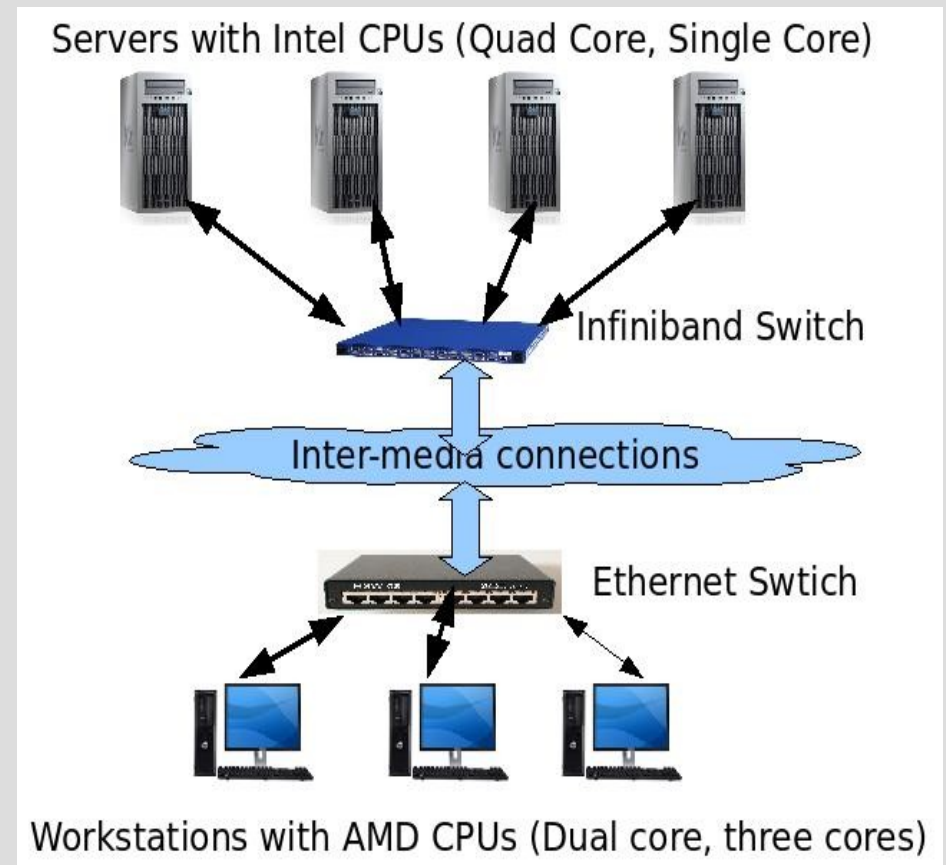 Servers with Intel CPUs (Quad Core, Single Core)
Infiniband Switch
Inter-media connections
Ethernet Swtich
Workstations with AMD CPUs (Dual core, three cores)